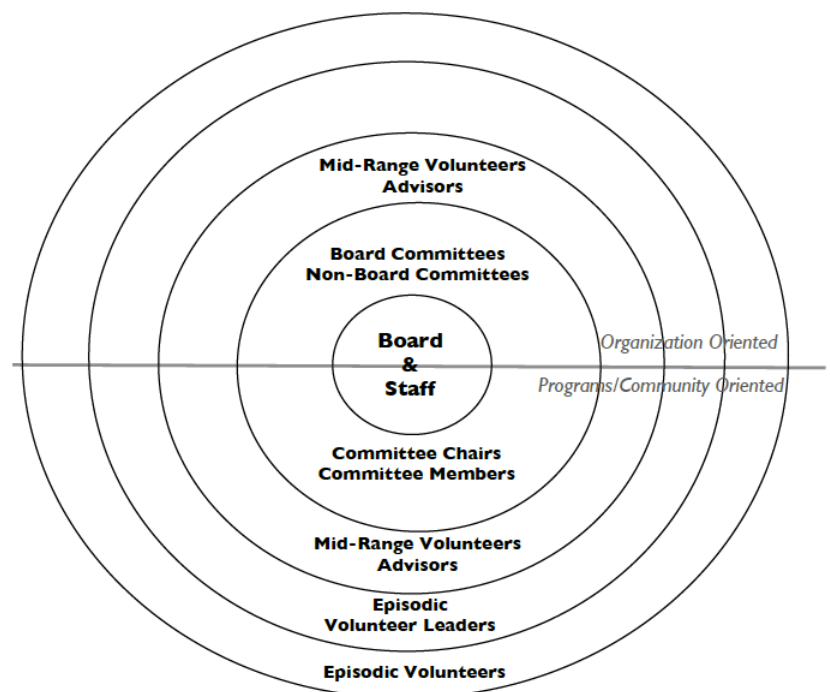 Mid-Range Volunteers
Advisors
Board Committees
Non-Board Committees
Board
&
Staff
Organization Oriented
Programs/Community Oriented
Committee Chairs
Committee Members
Mid-Range Volunteers
Advisors
Episodic
Volunteer Leaders
Episodic Volunteers